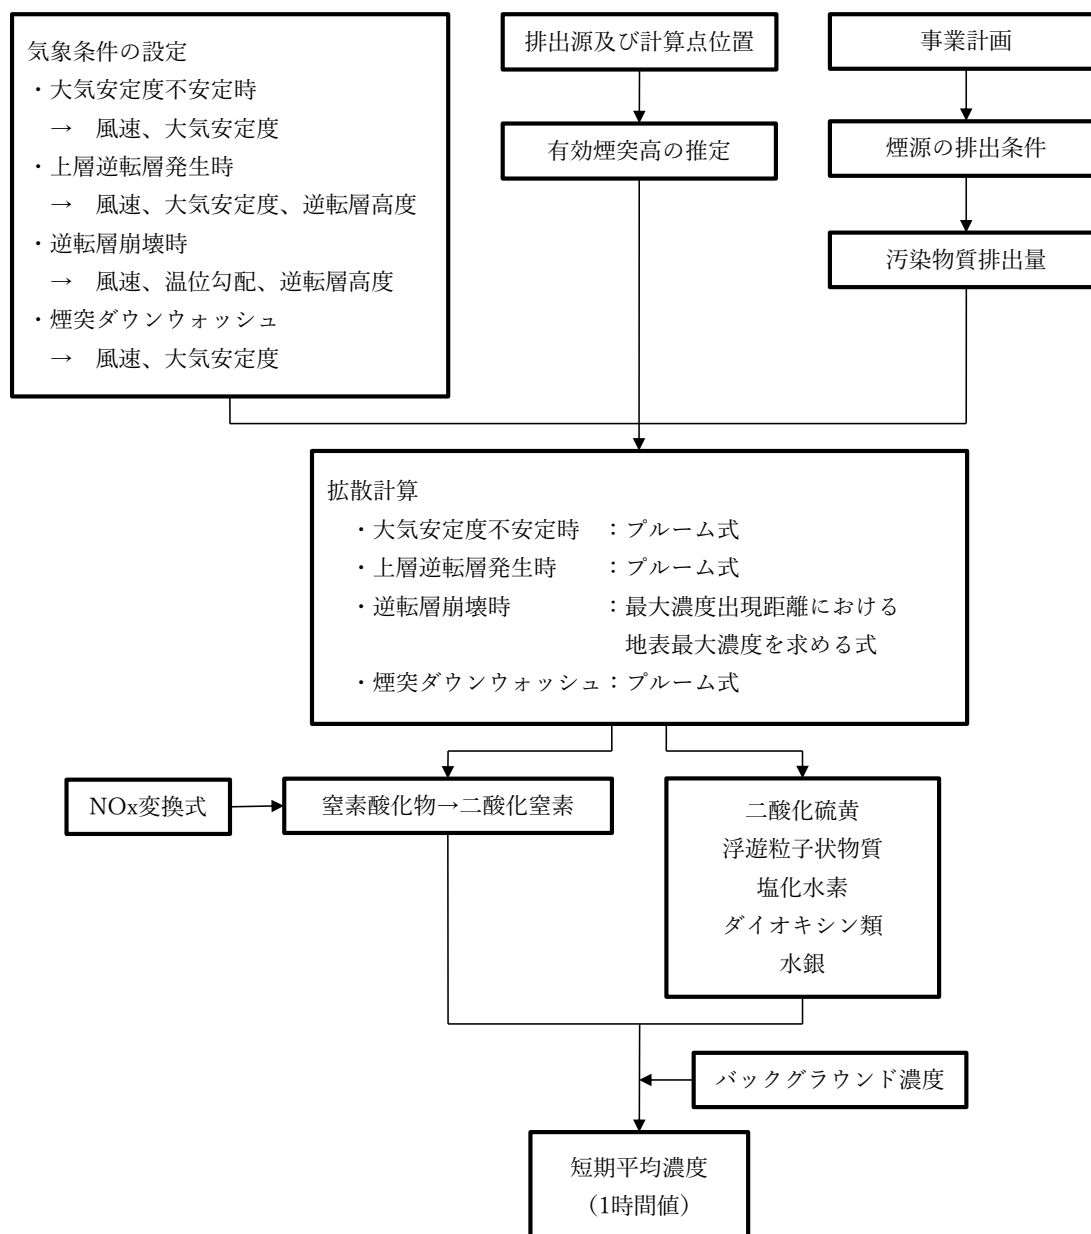 気象条件の設定
・大気安定度不安定時
→ 風速、大気安定度
・上層逆転層発生時
→ 風速、大気安定度、逆転層高度
・逆転層崩壊時
→ 風速、温位勾配、逆転層高度
・煙突ダウンウォッシュ
→ 風速、大気安定度
排出源及び計算点位置
有効煙突高の推定
事業計画
煙源の排出条件
汚染物質排出量
拡散計算
・大気安定度不安定時 ：プルーム式
・上層逆転層発生時 ：プルーム式
・逆転層崩壊時 ：最大濃度出現距離における
地表最大濃度を求める式
・煙突ダウンウォッシュ：プルーム式
NOx変換式
窒素酸化物→二酸化窒素
二酸化硫黄
浮遊粒子状物質
塩化水素
ダイオキシン類
水銀
バックグラウンド濃度
短期平均濃度
（1時間値）